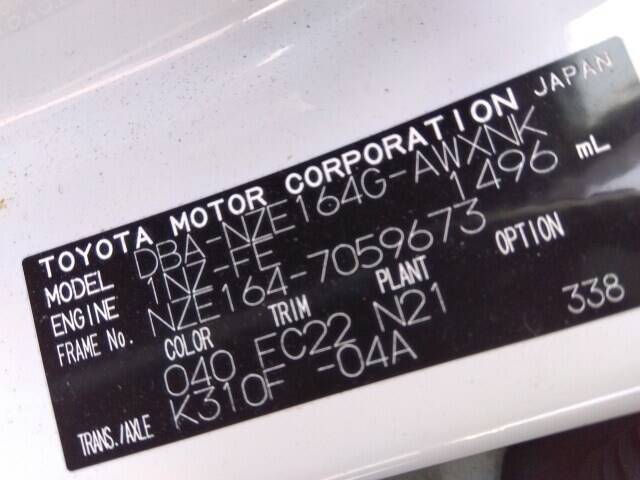 TOYOTA MOTOR CORPORATION JAPAN
MODEL DBA-NZE164G-AWXNK
ENGINE 1NZ-FE 1496 mL
FRAME No. NZE164-7059673
COLOR TRIM PLANT OPTION
040 FC22 N21 338
TRANS./AXLE K310F -04A